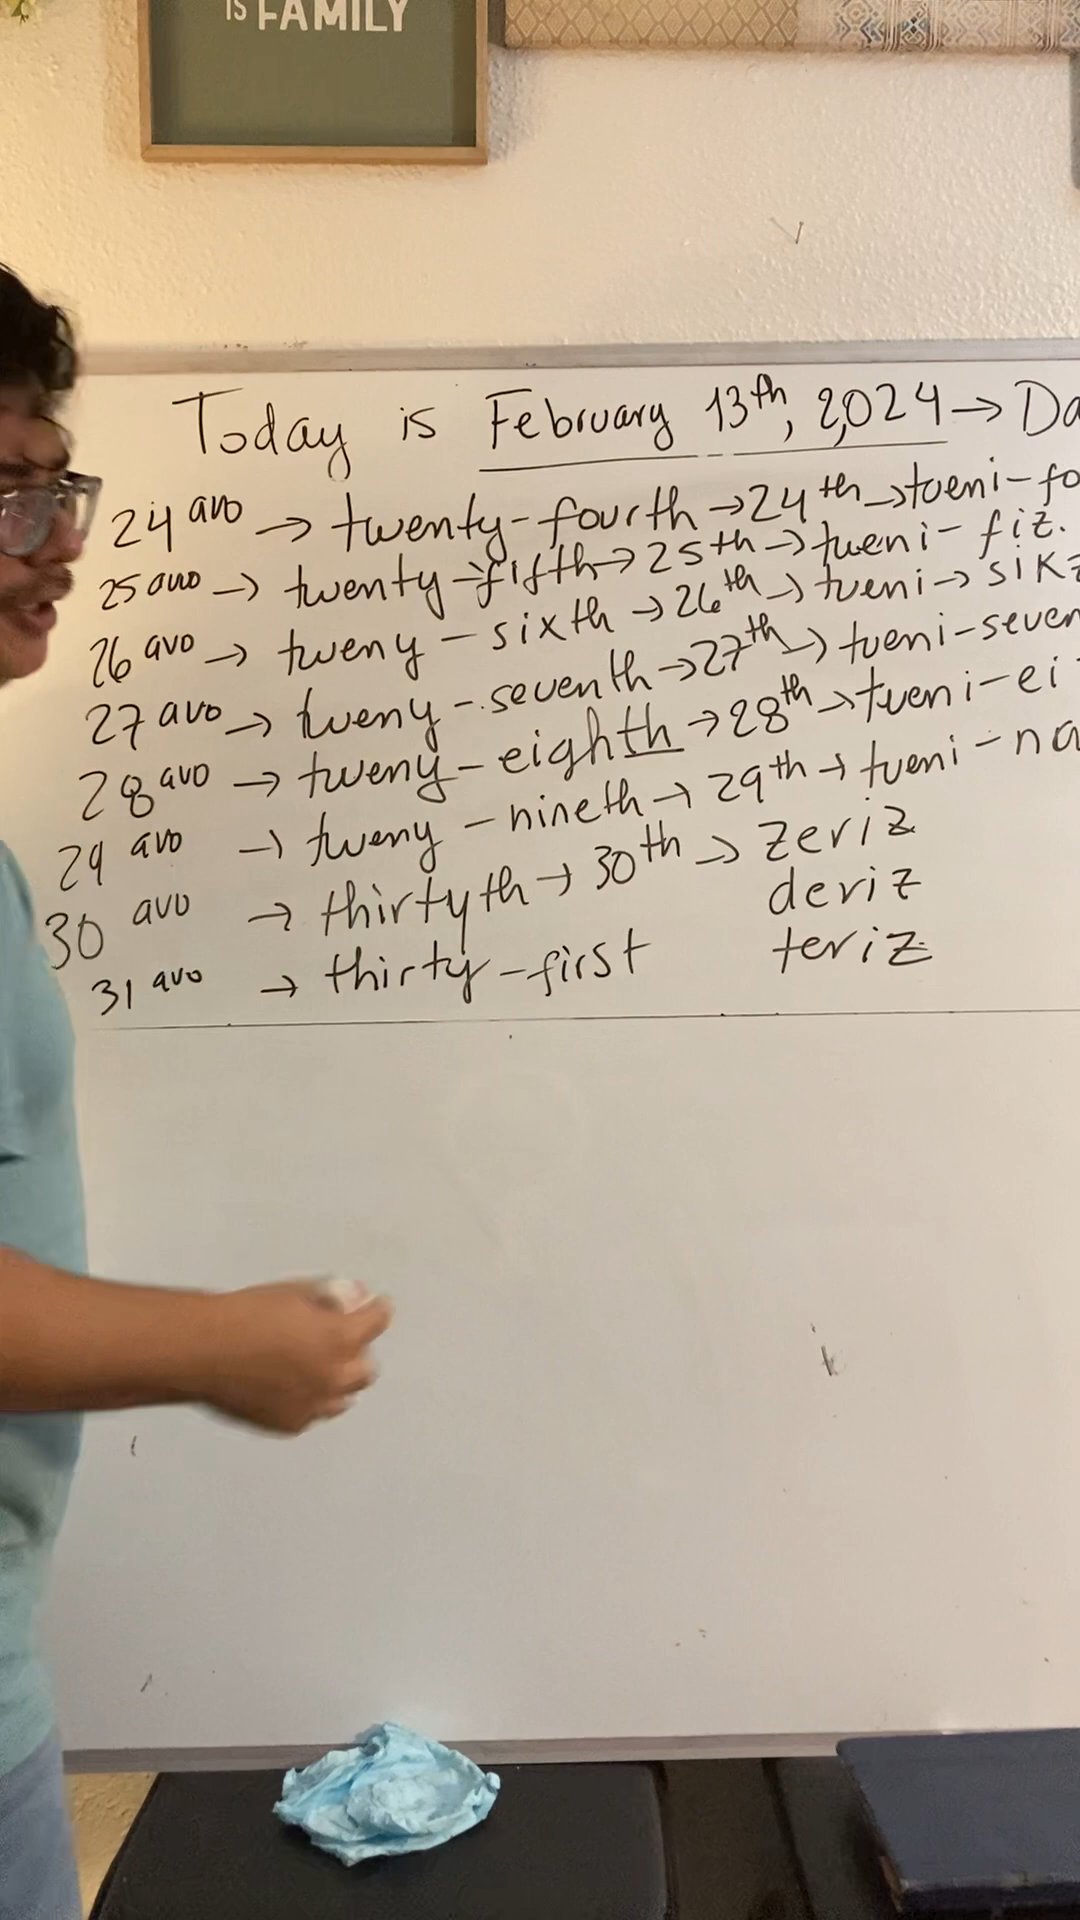 IS FAMILY
Today is February 13th, 2,024 → Da
24 avo → twenty-fourth → 24th → tueni-fo
25 avo → twenty-fifth → 25th → tueni-fiz.
26 avo → tweny-sixth → 26th → tueni → sikz
27 avo → tweny-seventh → 27th → tueni-seven
28 avo → tweny-eighth → 28th → tueni-ei
29 avo → tweny-nineth → 29th → tueni-na
30 avo → thirtyth → 30th → zeriz
deriz
31 avo → thirty-first teriz